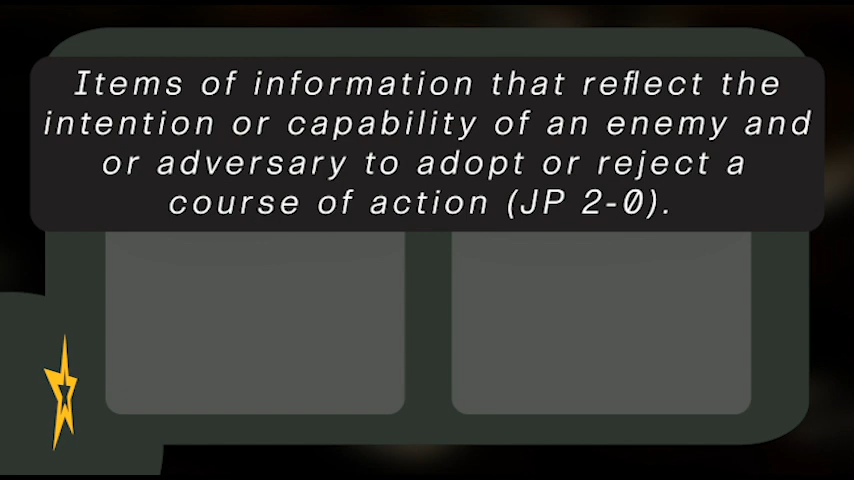 Items of information that reflect the
intention or capability of an enemy and
or adversary to adopt or reject a
course of action (JP 2-0).